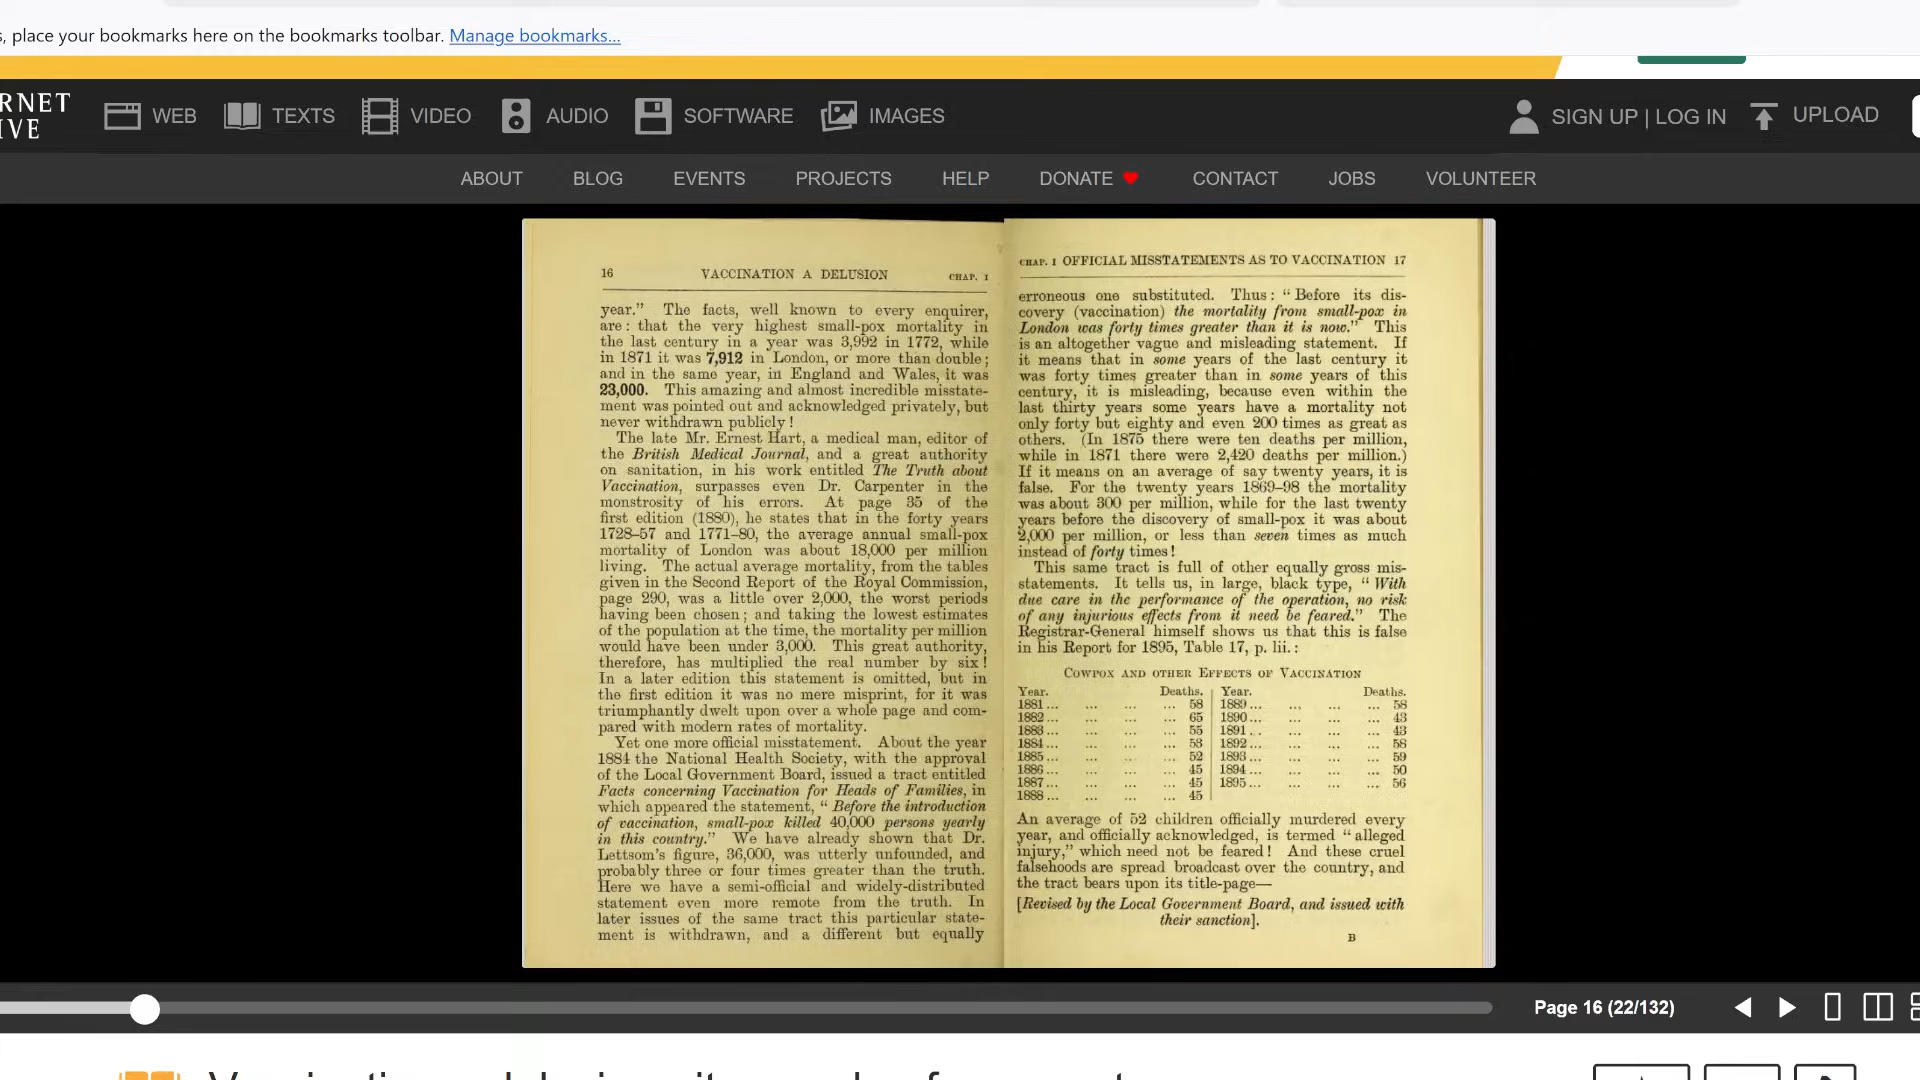 s, place your bookmarks here on the bookmarks toolbar. Manage bookmarks...
RNET
IVE
WEB
TEXTS
VIDEO
AUDIO
SOFTWARE
IMAGES
SIGN UP | LOG IN
UPLOAD
ABOUT
BLOG
EVENTS
PROJECTS
HELP
DONATE
CONTACT
JOBS
VOLUNTEER
16 VACCINATION A DELUSION CHAP. I
year.” The facts, well known to every enquirer,
are : that the very highest small-pox mortality in
the last century in a year was 3,992 in 1772, while
in 1871 it was 7,912 in London, or more than double ;
and in the same year, in England and Wales, it was
23,000. This amazing and almost incredible misstate-
ment was pointed out and acknowledged privately, but
never withdrawn publicly !
The late Mr. Ernest Hart, a medical man, editor of
the British Medical Journal, and a great authority
on sanitation, in his work entitled The Truth about
Vaccination, surpasses even Dr. Carpenter in the
monstrosity of his errors. At page 35 of the
first edition (1880), he states that in the forty years
1728–57 and 1771–80, the average annual small-pox
mortality of London was about 18,000 per million
living. The actual average mortality, from the tables
given in the Second Report of the Royal Commission,
page 290, was a little over 2,000, the worst periods
having been chosen ; and taking the lowest estimates
of the population at the time, the mortality per million
would have been under 3,000. This great authority,
therefore, has multiplied the real number by six !
In a later edition this statement is omitted, but in
the first edition it was no mere misprint, for it was
triumphantly dwelt upon over a whole page and com-
pared with modern rates of mortality.
Yet one more official misstatement. About the year
1884 the National Health Society, with the approval
of the Local Government Board, issued a tract entitled
Facts concerning Vaccination for Heads of Families, in
which appeared the statement, “ Before the introduction
of vaccination, small-pox killed 40,000 persons yearly
in this country.” We have already shown that Dr.
Lettsom’s figure, 36,000, was utterly unfounded, and
probably three or four times greater than the truth.
Here we have a semi-official and widely-distributed
statement even more remote from the truth. In
later issues of the same tract this particular state-
ment is withdrawn, and a different but equally
CHAP. I OFFICIAL MISSTATEMENTS AS TO VACCINATION 17
erroneous one substituted. Thus : “ Before its dis-
covery (vaccination) the mortality from small-pox in
London was forty times greater than it is now.” This
is an altogether vague and misleading statement. If
it means that in some years of the last century it
was forty times greater than in some years of this
century, it is misleading, because even within the
last thirty years some years have a mortality not
only forty but eighty and even 200 times as great as
others. (In 1875 there were ten deaths per million,
while in 1871 there were 2,420 deaths per million.)
If it means on an average of say twenty years, it is
false. For the twenty years 1869–98 the mortality
was about 300 per million, while for the last twenty
years before the discovery of small-pox it was about
2,000 per million, or less than seven times as much
instead of forty times !
This same tract is full of other equally gross mis-
statements. It tells us, in large, black type, “ With
due care in the performance of the operation, no risk
of any injurious effects from it need be feared.” The
Registrar-General himself shows us that this is false
in his Report for 1895, Table 17, p. lii. :
COWPOX AND OTHER EFFECTS OF VACCINATION
Year. Deaths. Year. Deaths.
1881 ... ... ... ... 58 1889 ... ... ... ... 58
1882 ... ... ... ... 65 1890 ... ... ... ... 43
1883 ... ... ... ... 55 1891 ... ... ... ... 43
1884 ... ... ... ... 53 1892 ... ... ... ... 58
1885 ... ... ... ... 52 1893 ... ... ... ... 59
1886 ... ... ... ... 45 1894 ... ... ... ... 50
1887 ... ... ... ... 45 1895 ... ... ... ... 56
1888 ... ... ... ... 45
An average of 52 children officially murdered every
year, and officially acknowledged, is termed “ alleged
injury,” which need not be feared ! And these cruel
falsehoods are spread broadcast over the country, and
the tract bears upon its title-page—
[Revised by the Local Government Board, and issued with
their sanction].
B
Page 16 (22/132)